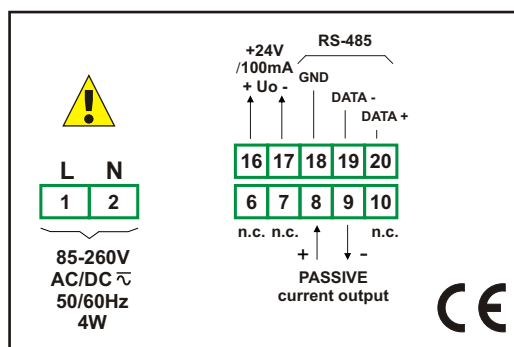 +24V
/100mA
+ Uo -
RS-485
GND
DATA -
DATA +
16 17 18 19 20
6 7 8 9 10
n.c. n.c. n.c.
+ -
PASSIVE
current output
!
L N
1 2
85-260V
AC/DC
50/60Hz
4W
CE